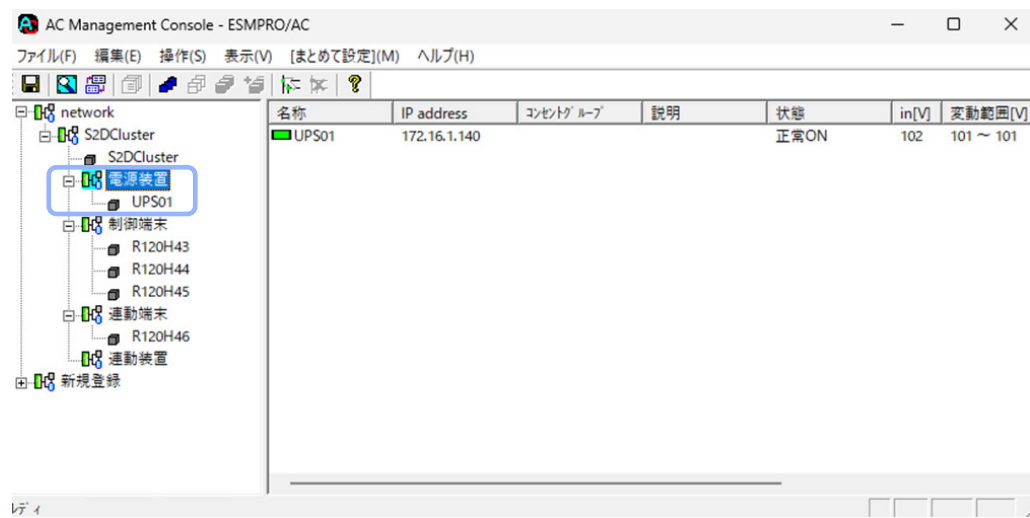 AC Management Console - ESMPRO/AC
ファイル(F) 編集(E) 操作(S) 表示(V) [まとめて設定](M) ヘルプ(H)
network
S2DCluster
S2DCluster
電源装置
UPS01
制御端末
R120H43
R120H44
R120H45
連動端末
R120H46
連動装置
新規登録
名称 IP address コンセントグループ 説明 状態 in[V] 変動範囲[V]
UPS01 172.16.1.140 正常ON 102 101 ～ 101
レディ